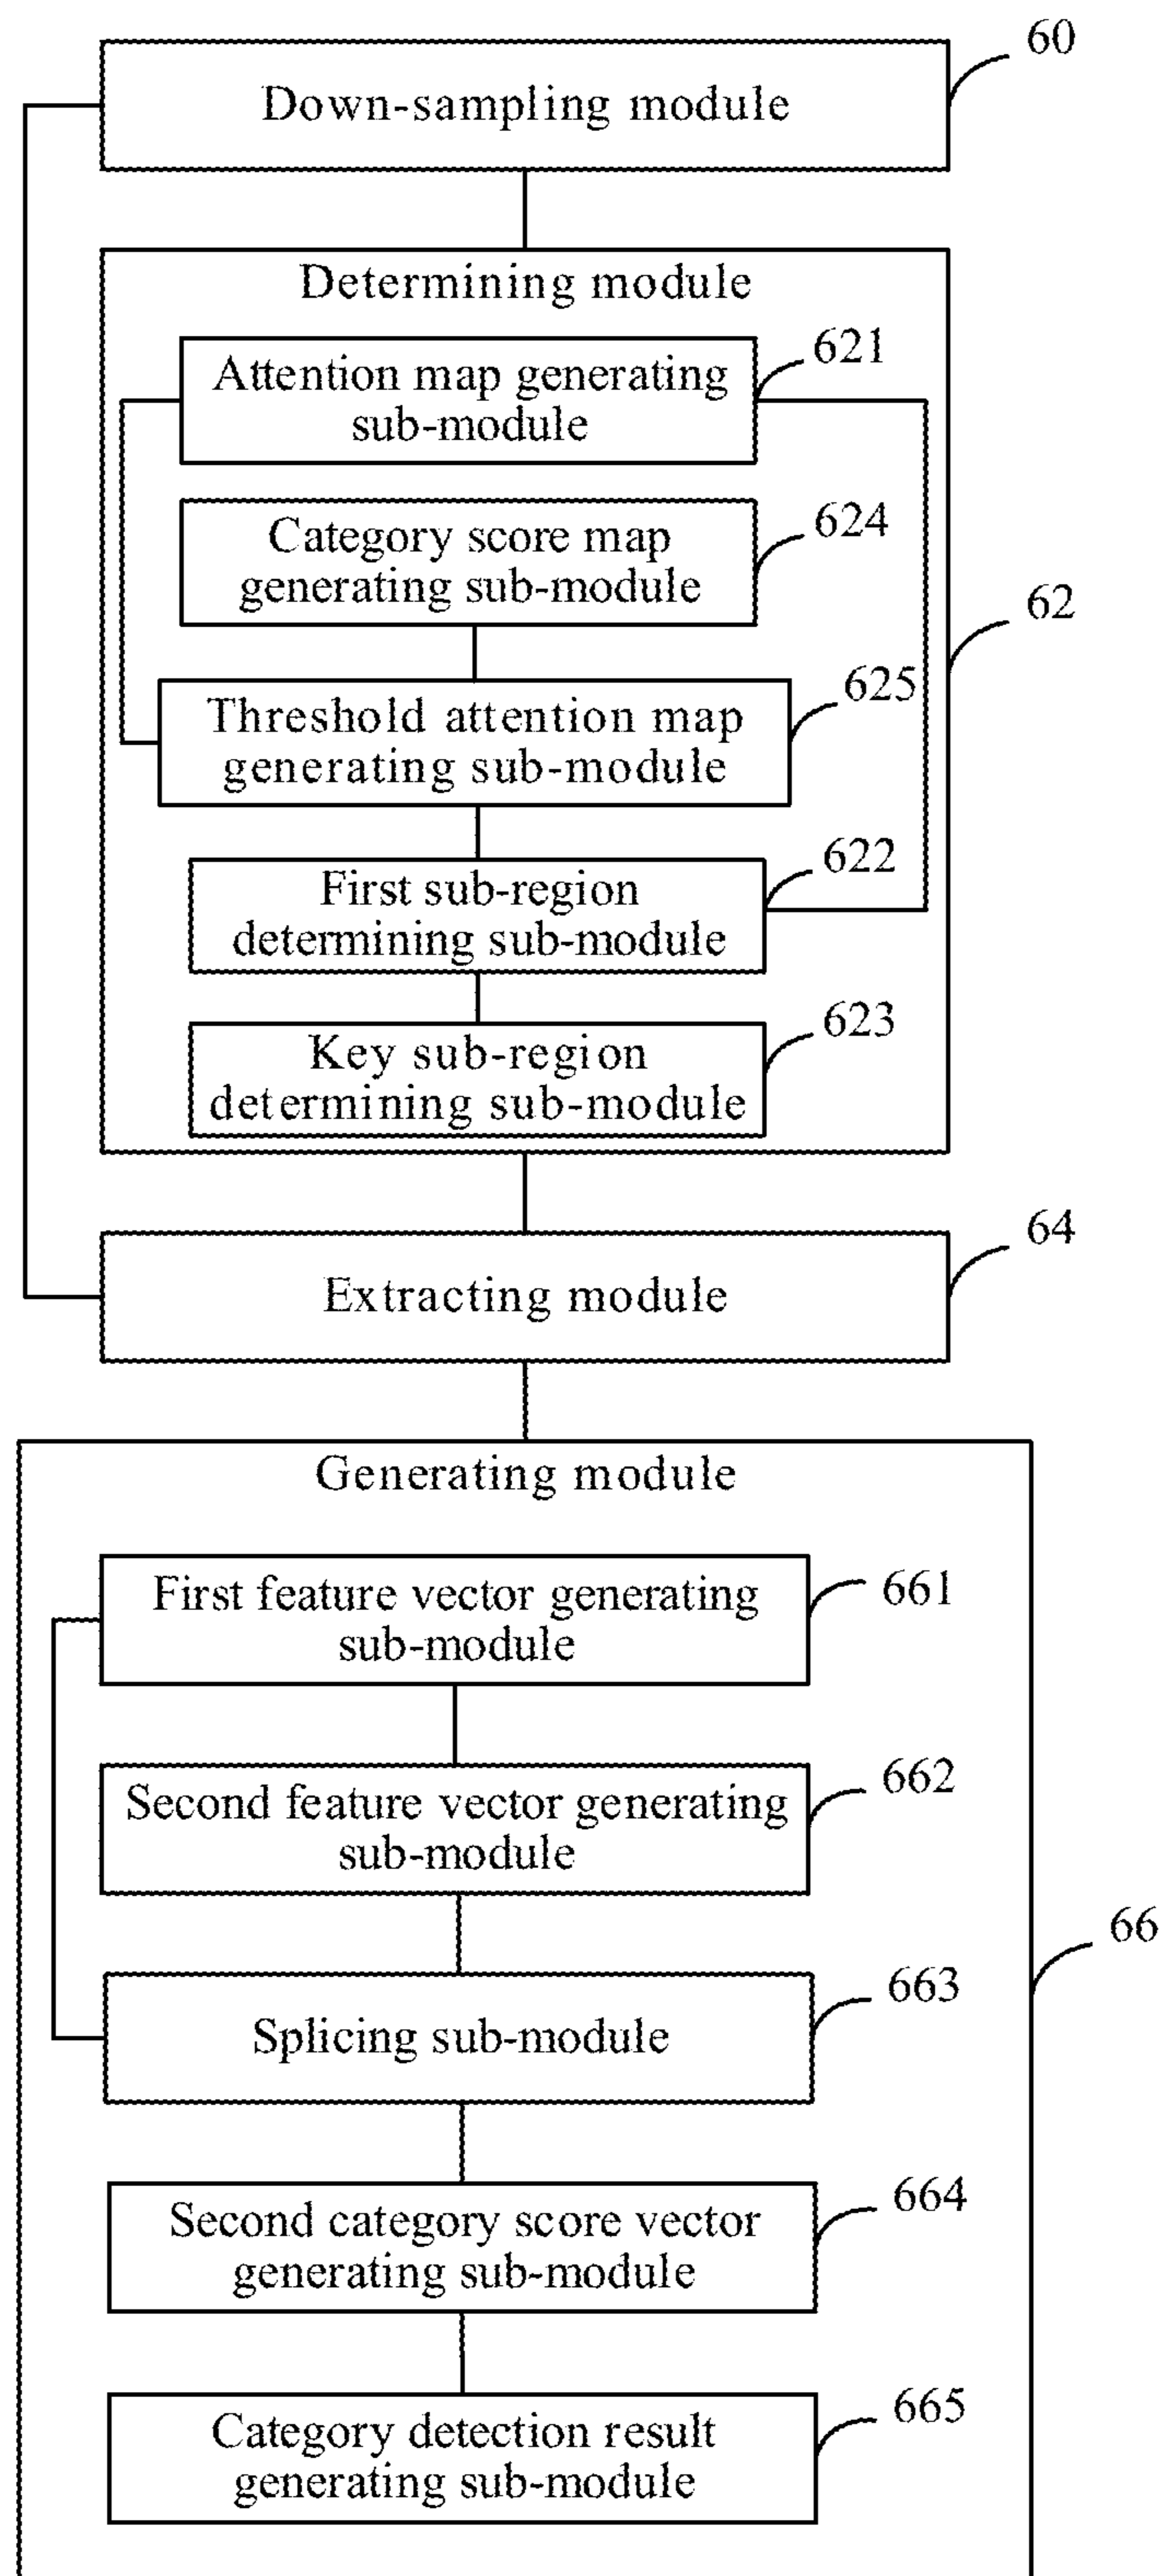 60
Down-sampling module
Determining module
621
Attention map generating
sub-module
624
Category score map
generating sub-module
62
625
Threshold attention map
generating sub-module
622
First sub-region
determining sub-module
623
Key sub-region
determining sub-module
64
Extracting module
Generating module
661
First feature vector generating
sub-module
662
Second feature vector generating
sub-module
66
663
Splicing sub-module
664
Second category score vector
generating sub-module
665
Category detection result
generating sub-module